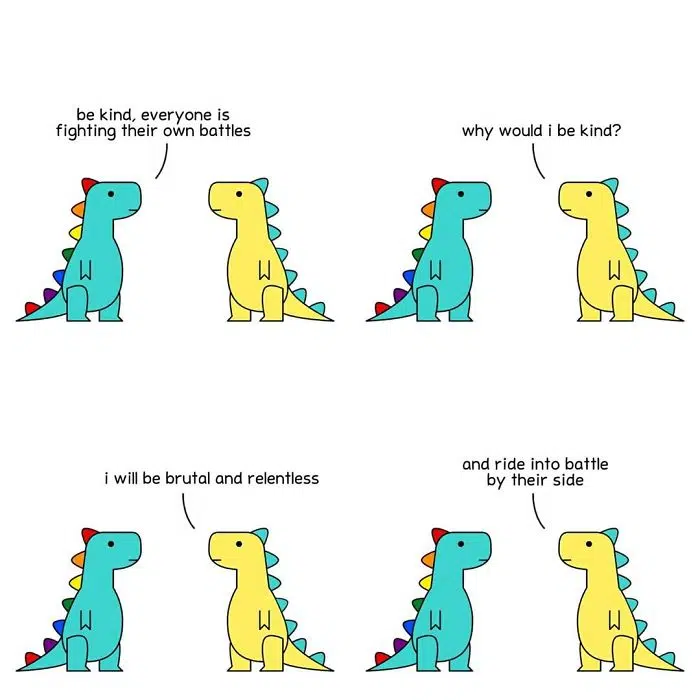 be kind, everyone is
fighting their own battles
why would i be kind?
i will be brutal and relentless
and ride into battle
by their side